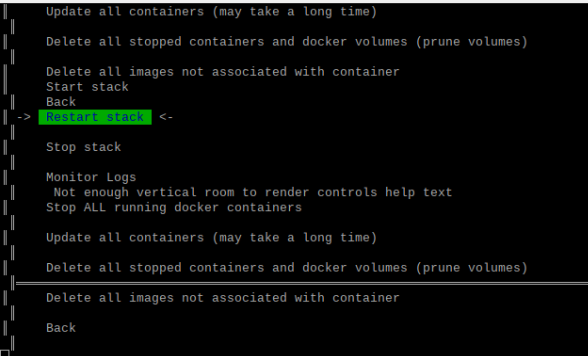 Update all containers (may take a long time)
Delete all stopped containers and docker volumes (prune volumes)
Delete all images not associated with container
Start stack
Back
-> Restart stack <-
Stop stack
Monitor Logs
Not enough vertical room to render controls help text
Stop ALL running docker containers
Update all containers (may take a long time)
Delete all stopped containers and docker volumes (prune volumes)
Delete all images not associated with container
Back